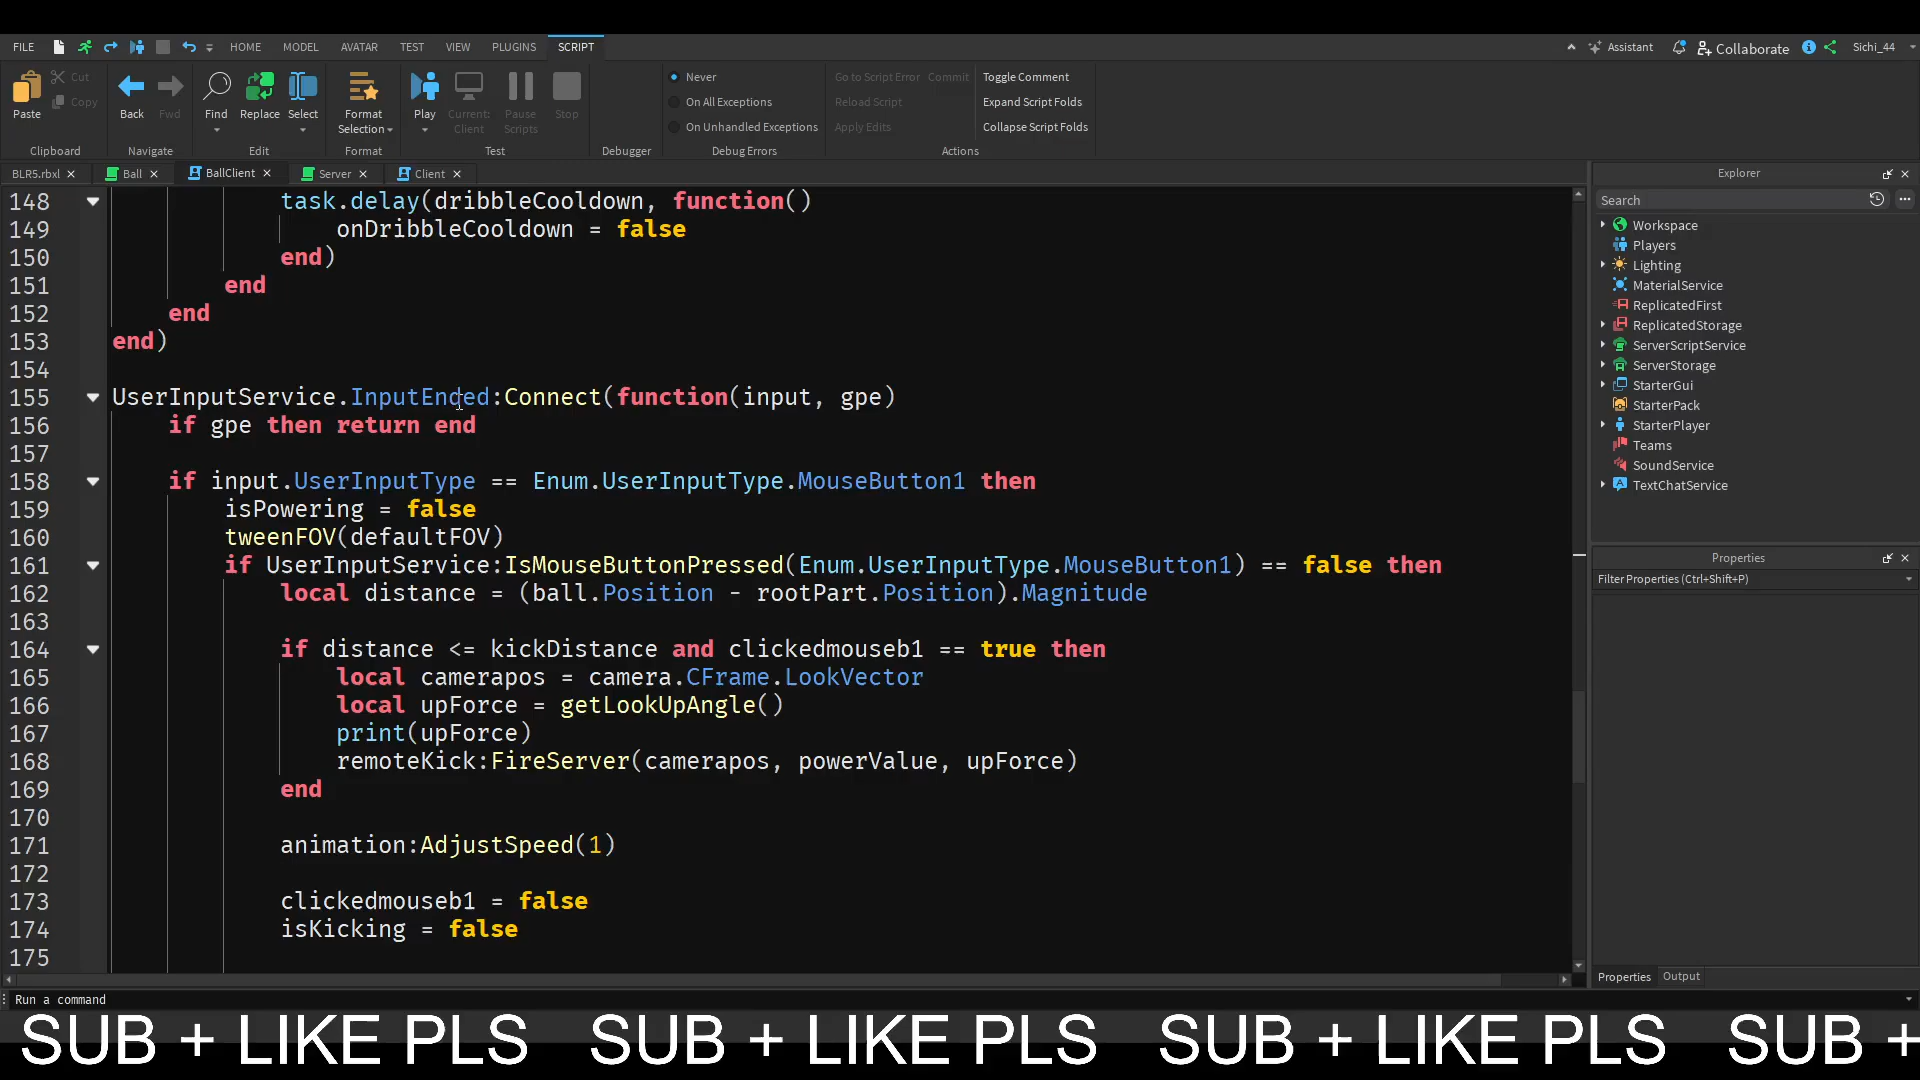 FILE HOME MODEL AVATAR TEST VIEW PLUGINS SCRIPT Assistant Collaborate Sichi_44
Paste Cut Copy Back Fwd Find Replace Select Format Selection Play Current: Client Pause Scripts Stop
Never
On All Exceptions
On Unhandled Exceptions
Go to Script Error Commit
Reload Script
Apply Edits
Toggle Comment
Expand Script Folds
Collapse Script Folds
Clipboard Navigate Edit Format Test Debugger Debug Errors Actions
BLR5.rbxl Ball BallClient Server Client
148 task.delay(dribbleCooldown, function()
149 onDribbleCooldown = false
150 end)
151 end
152 end
153 end)
154
155 UserInputService.InputEnded:Connect(function(input, gpe)
156 if gpe then return end
157
158 if input.UserInputType == Enum.UserInputType.MouseButton1 then
159 isPowering = false
160 tweenFOV(defaultFOV)
161 if UserInputService:IsMouseButtonPressed(Enum.UserInputType.MouseButton1) == false then
162 local distance = (ball.Position - rootPart.Position).Magnitude
163
164 if distance <= kickDistance and clickedmouseb1 == true then
165 local camerapos = camera.CFrame.LookVector
166 local upForce = getLookUpAngle()
167 print(upForce)
168 remoteKick:FireServer(camerapos, powerValue, upForce)
169 end
170
171 animation:AdjustSpeed(1)
172
173 clickedmouseb1 = false
174 isKicking = false
175
Explorer
Search
Workspace
Players
Lighting
MaterialService
ReplicatedFirst
ReplicatedStorage
ServerScriptService
ServerStorage
StarterGui
StarterPack
StarterPlayer
Teams
SoundService
TextChatService
Properties
Filter Properties (Ctrl+Shift+P)
Properties Output
Run a command
SUB + LIKE PLS SUB + LIKE PLS SUB + LIKE PLS SUB +